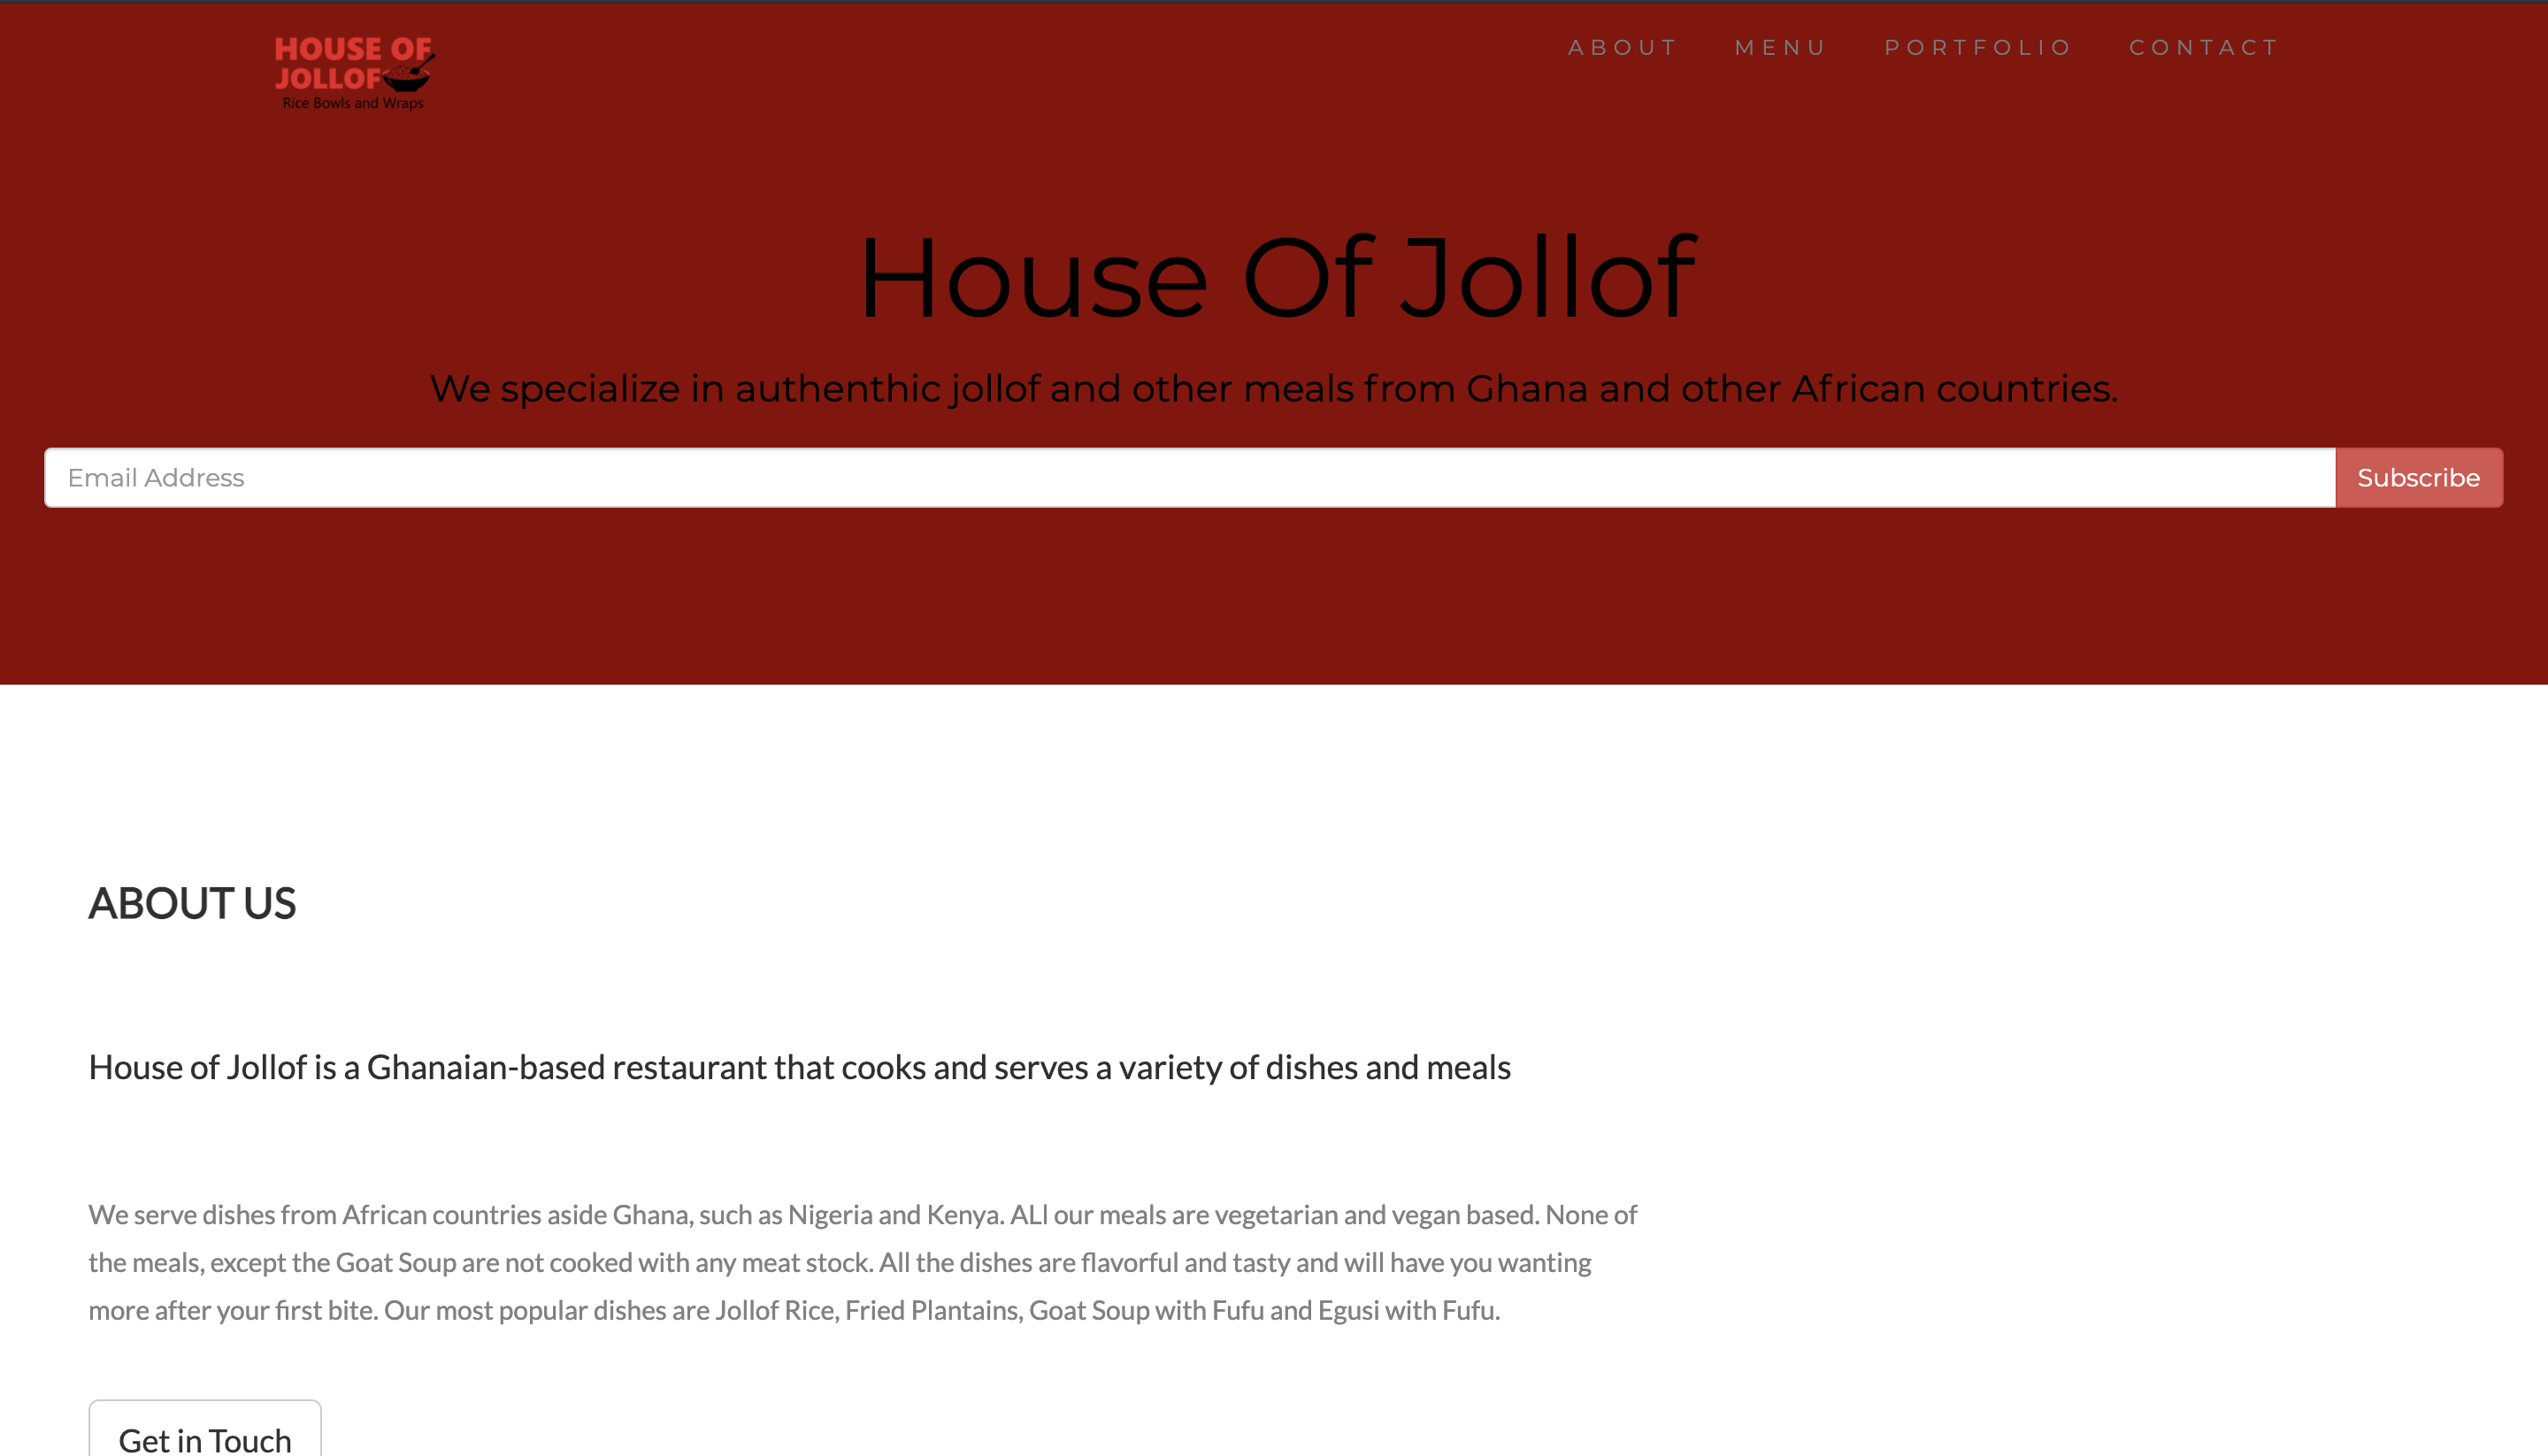 HOUSE OF
JOLLOF
Rice Bowls and Wraps
ABOUT MENU PORTFOLIO CONTACT
House Of Jollof
We specialize in authenthic jollof and other meals from Ghana and other African countries.
Email Address Subscribe
ABOUT US
House of Jollof is a Ghanaian-based restaurant that cooks and serves a variety of dishes and meals
We serve dishes from African countries aside Ghana, such as Nigeria and Kenya. ALl our meals are vegetarian and vegan based. None of
the meals, except the Goat Soup are not cooked with any meat stock. All the dishes are flavorful and tasty and will have you wanting
more after your first bite. Our most popular dishes are Jollof Rice, Fried Plantains, Goat Soup with Fufu and Egusi with Fufu.
Get in Touch